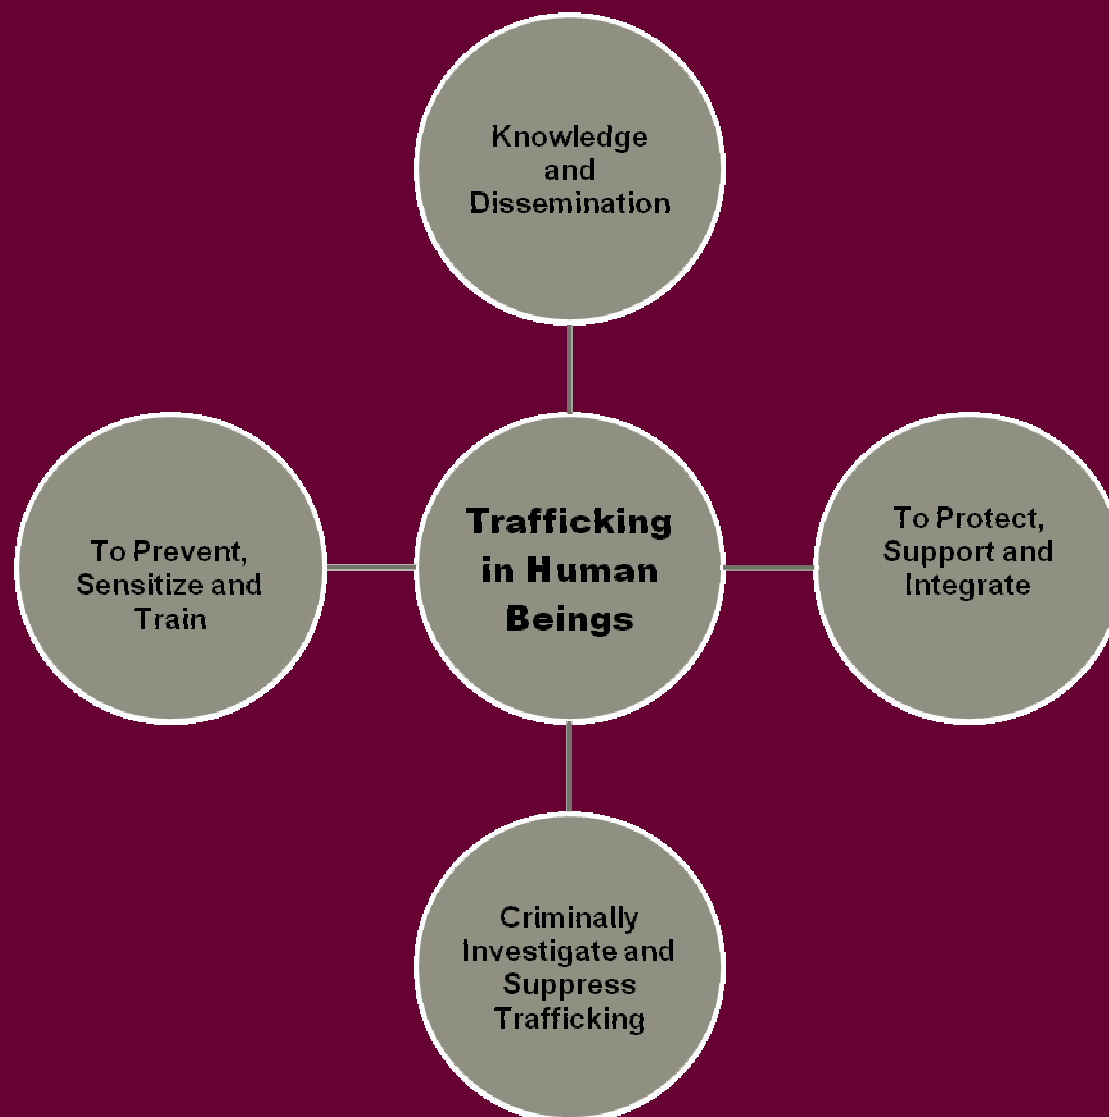 Knowledge
and
Dissemination
To Prevent,
Sensitize and
Train
Trafficking
in Human
Beings
To Protect,
Support and
Integrate
Criminally
Investigate and
Suppress
Trafficking